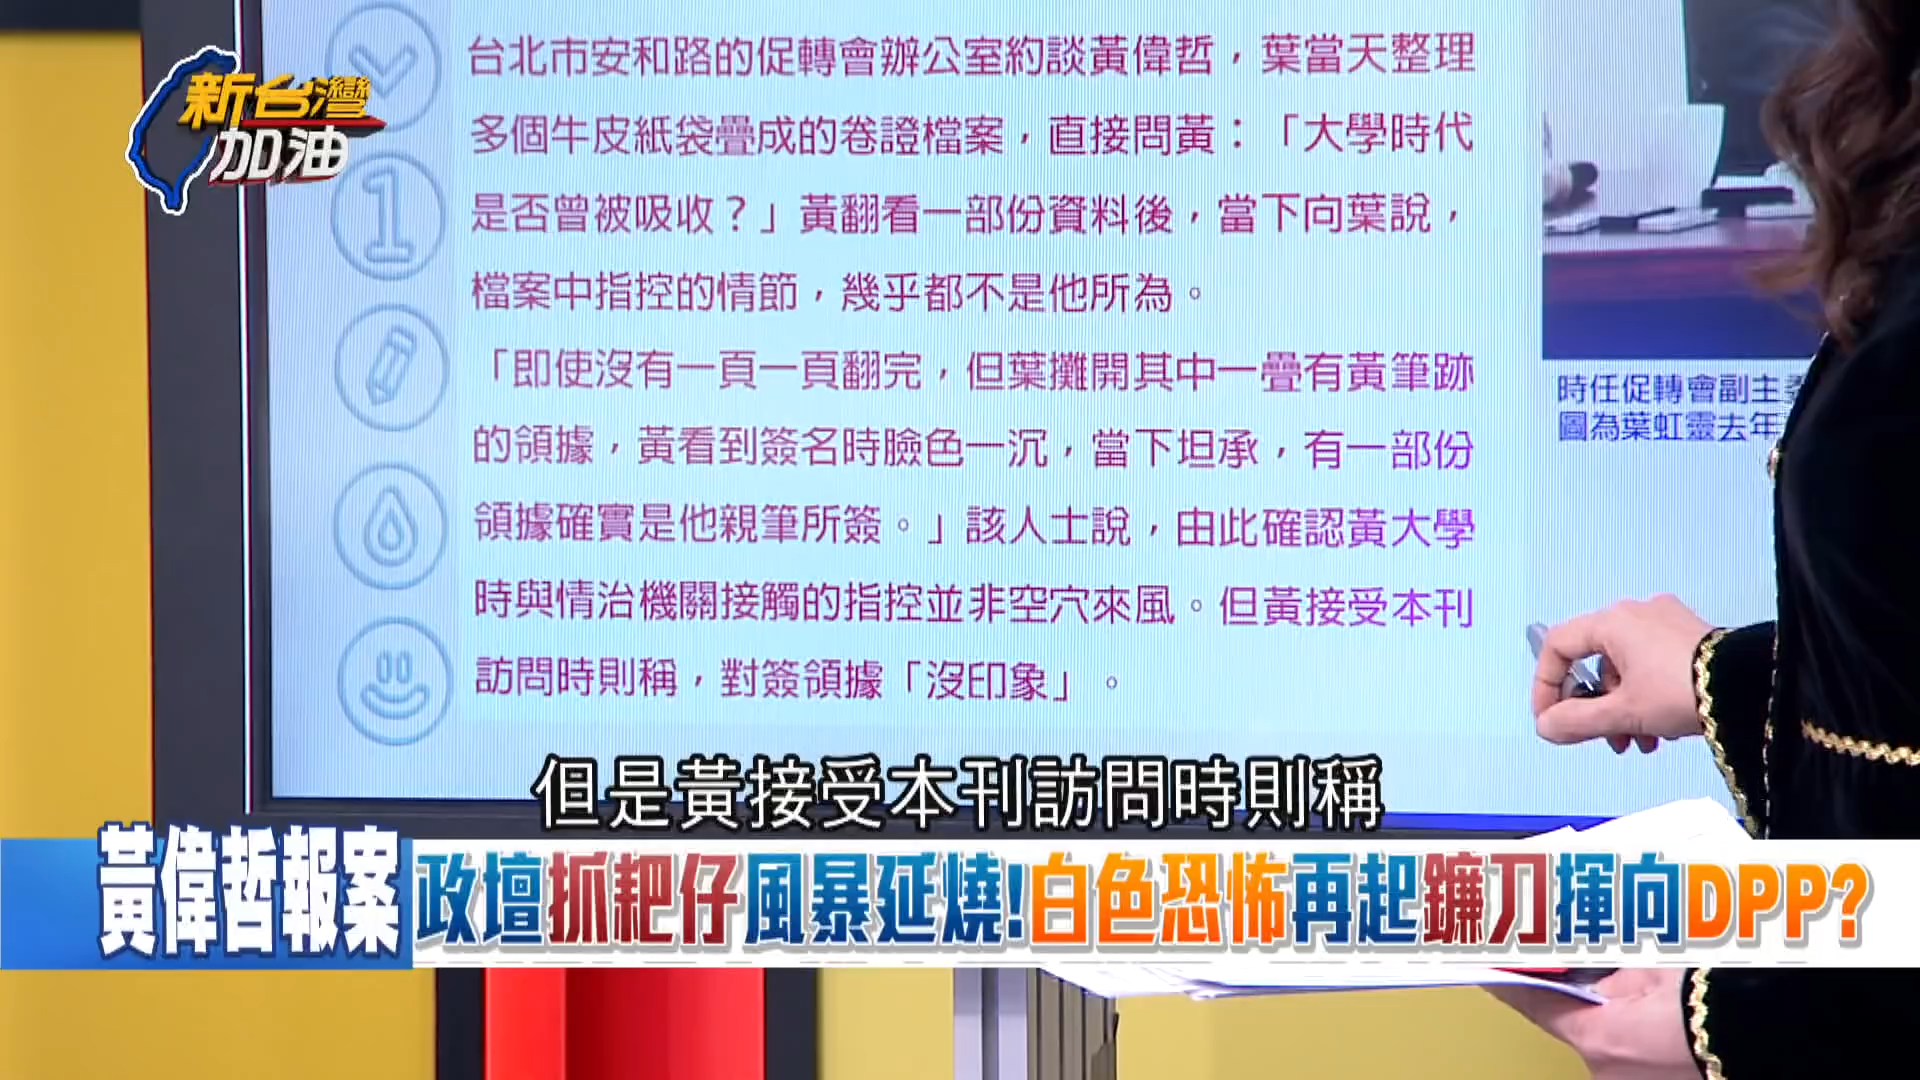 新台灣
加油
台北市安和路的促轉會辦公室約談黃偉哲，葉當天整理
多個牛皮紙袋疊成的卷證檔案，直接問黃：「大學時代
是否曾被吸收？」黃翻看一部份資料後，當下向葉說，
檔案中指控的情節，幾乎都不是他所為。
「即使沒有一頁一頁翻完，但葉攤開其中一疊有黃筆跡
的領據，黃看到簽名時臉色一沉，當下坦承，有一部份
領據確實是他親筆所簽。」該人士說，由此確認黃大學
時與情治機關接觸的指控並非空穴來風。但黃接受本刊
訪問時則稱，對簽領據「沒印象」。
1
時任促轉會副主
圖為葉虹靈去年
但是黃接受本刊訪問時則稱
黃偉哲報案
政壇抓耙仔風暴延燒!白色恐怖再起鐮刀揮向DPP?